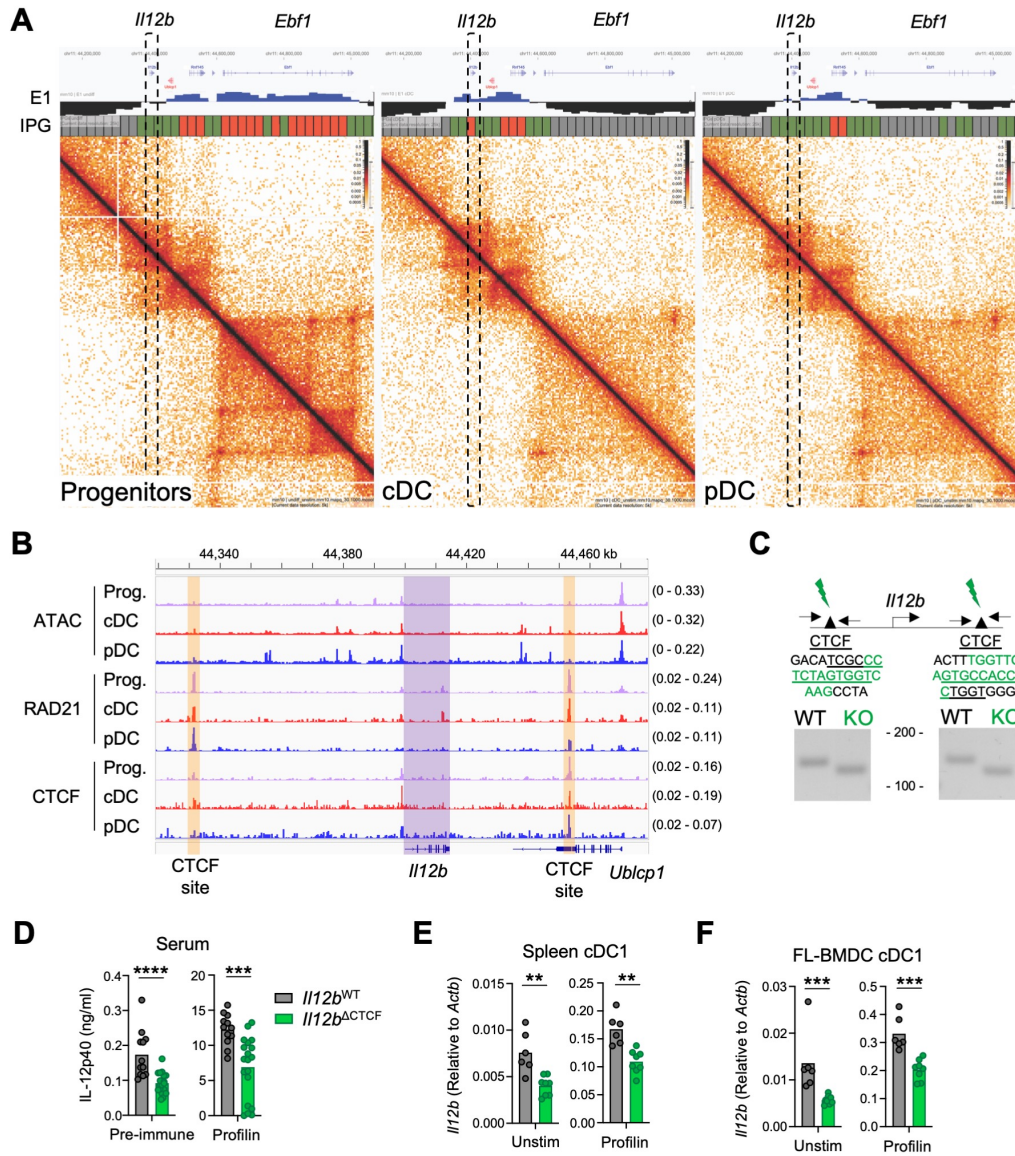 A
Il12b Ebf1 Il12b Ebf1 Il12b Ebf1
E1
IPG
Progenitors cDC pDC
B
44,340 44,380 44,420 44,460 kb
ATAC
Prog. (0 - 0.33)
cDC (0 - 0.32)
pDC (0 - 0.22)
RAD21
Prog. (0.02 - 0.24)
cDC (0.02 - 0.11)
pDC (0.02 - 0.11)
CTCF
Prog. (0.02 - 0.16)
cDC (0.02 - 0.19)
pDC (0.02 - 0.07)
CTCF site
Il12b
CTCF site
Ublcp1
C
Il12b
CTCF
GACATCGCCC
TCTAGTGGTC
AAGCCTA
CTCF
ACTTTGGTTC
AGTGCCACC
CTGGTGGG
WT KO
- 200 -
- 100 -
WT KO
D
Serum
IL-12p40 (ng/ml)
0.4
0.3
0.2
0.1
0.0
****
Pre-immune
20
15
10
5
0
***
Profilin
Il12bWT
Il12bΔCTCF
E
Spleen cDC1
Il12b (Relative to Actb)
0.015
0.010
0.005
0.000
**
Unstim
0.25
0.20
0.15
0.10
0.05
0.00
**
Profilin
F
FL-BMDC cDC1
Il12b (Relative to Actb)
0.03
0.02
0.01
0.00
***
Unstim
0.5
0.4
0.3
0.2
0.1
0.0
***
Profilin